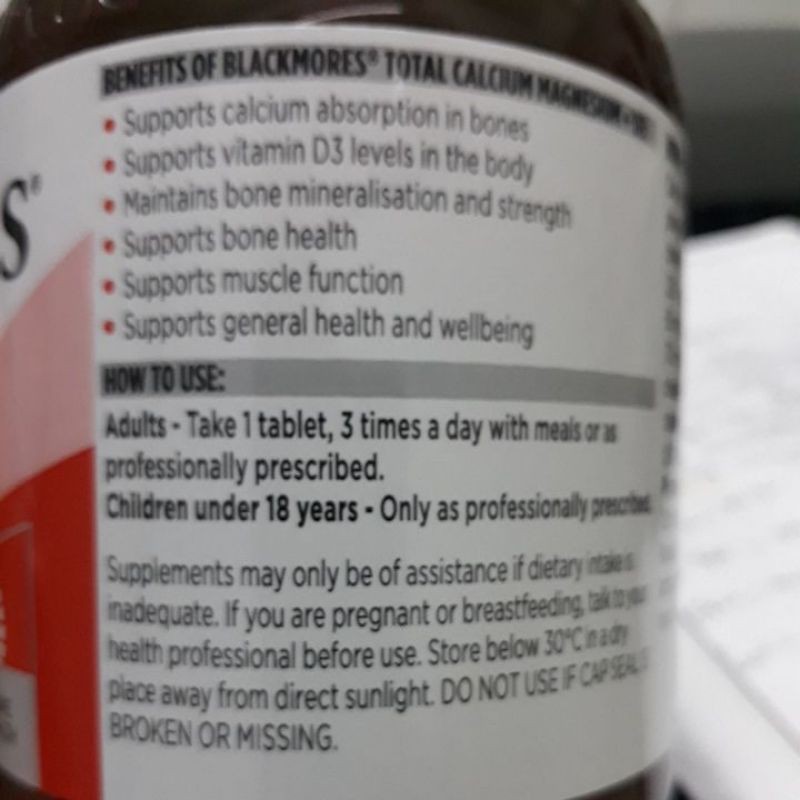 S®
BENEFITS OF BLACKMORES® TOTAL CALCIUM MAGNESIUM +
• Supports calcium absorption in bones
• Supports vitamin D3 levels in the body
• Maintains bone mineralisation and strength
• Supports bone health
• Supports muscle function
• Supports general health and wellbeing
HOW TO USE:
Adults - Take 1 tablet, 3 times a day with meals or as
professionally prescribed.
Children under 18 years - Only as professionally prescribed.
Supplements may only be of assistance if dietary intake is
inadequate. If you are pregnant or breastfeeding, talk to your
health professional before use. Store below 30°C in a dry
place away from direct sunlight. DO NOT USE IF CAP SEAL IS
BROKEN OR MISSING.